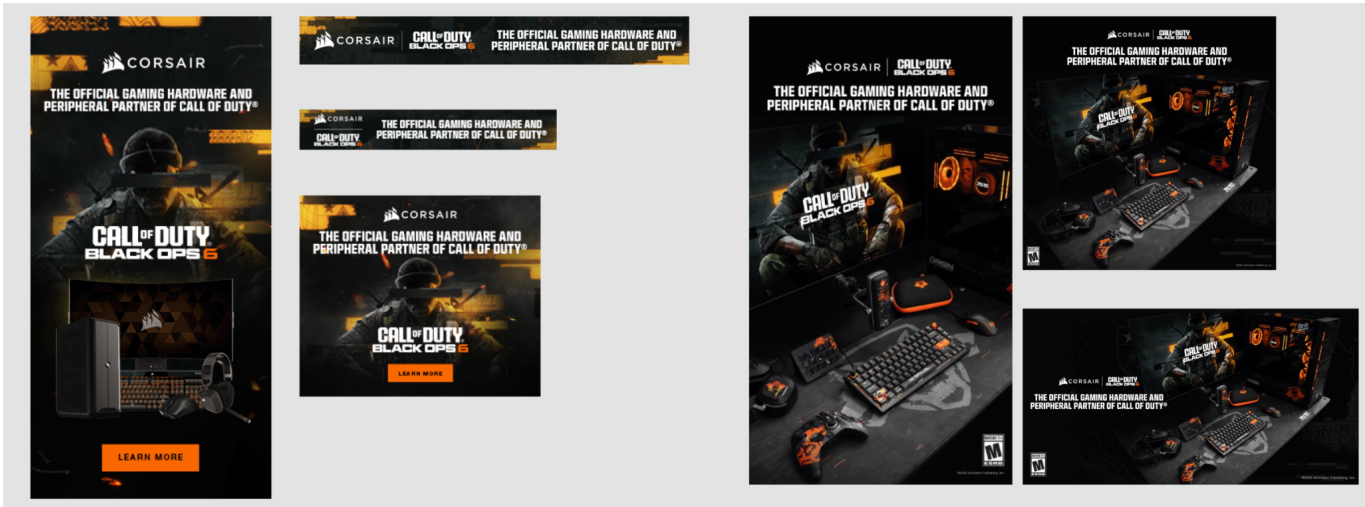 CORSAIR
THE OFFICIAL GAMING HARDWARE AND
PERIPHERAL PARTNER OF CALL OF DUTY®
CALL OF DUTY
BLACK OPS 6
LEARN MORE
CORSAIR
CALL OF DUTY
BLACK OPS 6
THE OFFICIAL GAMING HARDWARE AND
PERIPHERAL PARTNER OF CALL OF DUTY®
CORSAIR
CALL OF DUTY
BLACK OPS 6
THE OFFICIAL GAMING HARDWARE AND
PERIPHERAL PARTNER OF CALL OF DUTY®
CORSAIR
THE OFFICIAL GAMING HARDWARE AND
PERIPHERAL PARTNER OF CALL OF DUTY®
CALL OF DUTY
BLACK OPS 6
LEARN MORE
CORSAIR
CALL OF DUTY
BLACK OPS 6
THE OFFICIAL GAMING HARDWARE AND
PERIPHERAL PARTNER OF CALL OF DUTY®
CALL OF DUTY
BLACK OPS 6
ORIGIN
M
ESRB
CORSAIR
CALL OF DUTY
BLACK OPS 6
THE OFFICIAL GAMING HARDWARE AND
PERIPHERAL PARTNER OF CALL OF DUTY®
CALL OF DUTY
BLACK OPS 6
M
CALL OF DUTY
BLACK OPS 6
CORSAIR
CALL OF DUTY
BLACK OPS 6
THE OFFICIAL GAMING HARDWARE AND
PERIPHERAL PARTNER OF CALL OF DUTY®
M